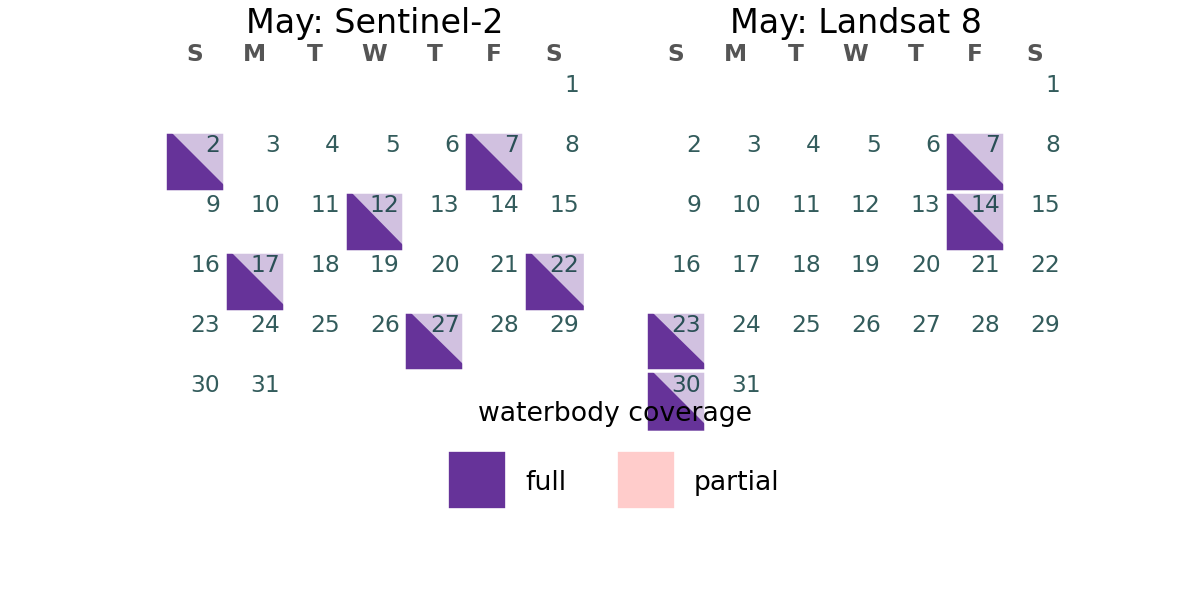 May: Sentinel-2
S M T W T F S
1
2 3 4 5 6 7 8
9 10 11 12 13 14 15
16 17 18 19 20 21 22
23 24 25 26 27 28 29
30 31
May: Landsat 8
S M T W T F S
1
2 3 4 5 6 7 8
9 10 11 12 13 14 15
16 17 18 19 20 21 22
23 24 25 26 27 28 29
30 31
waterbody coverage
full partial